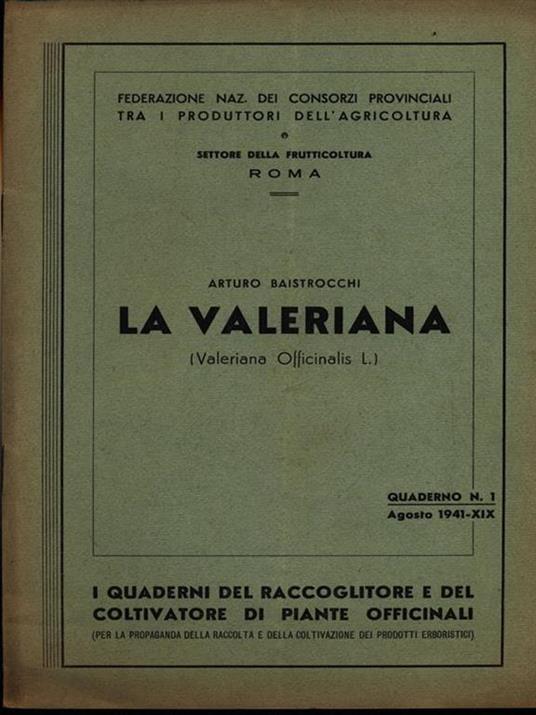 FEDERAZIONE NAZ. DEI CONSORZI PROVINCIALI
TRA I PRODUTTORI DELL'AGRICOLTURA
SETTORE DELLA FRUTTICOLTURA
ROMA
ARTURO BAISTROCCHI
LA VALERIANA
(Valeriana Officinalis L.)
QUADERNO N. 1
Agosto 1941-XIX
I QUADERNI DEL RACCOGLITORE E DEL
COLTIVATORE DI PIANTE OFFICINALI
(PER LA PROPAGANDA DELLA RACCOLTA E DELLA COLTIVAZIONE DEI PRODOTTI ERBORISTICI)